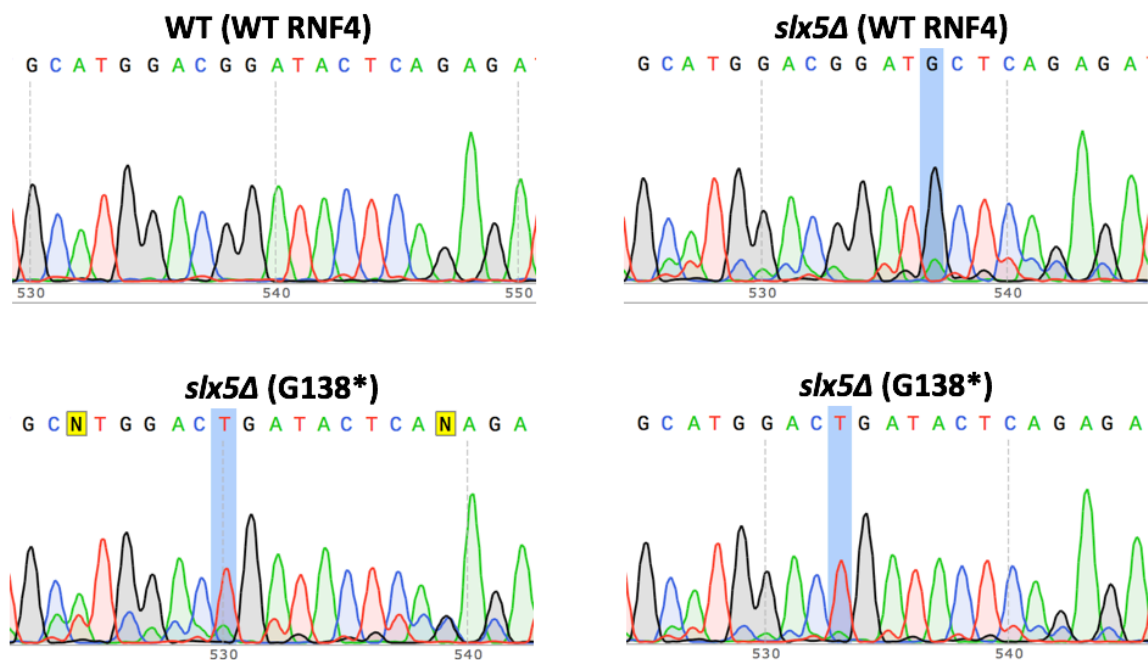 WT (WT RNF4)
G C A T G G A C G G A T A C T C A G A G A
530 540 550
slx5Δ (WT RNF4)
G C A T G G A C G G A T G C T C A G A G A T
530 540
slx5Δ (G138*)
G C N T G G A C T G A T A C T C A N A G A
530 540
slx5Δ (G138*)
G C A T G G A C T G A T A C T C A G A G A
530 540